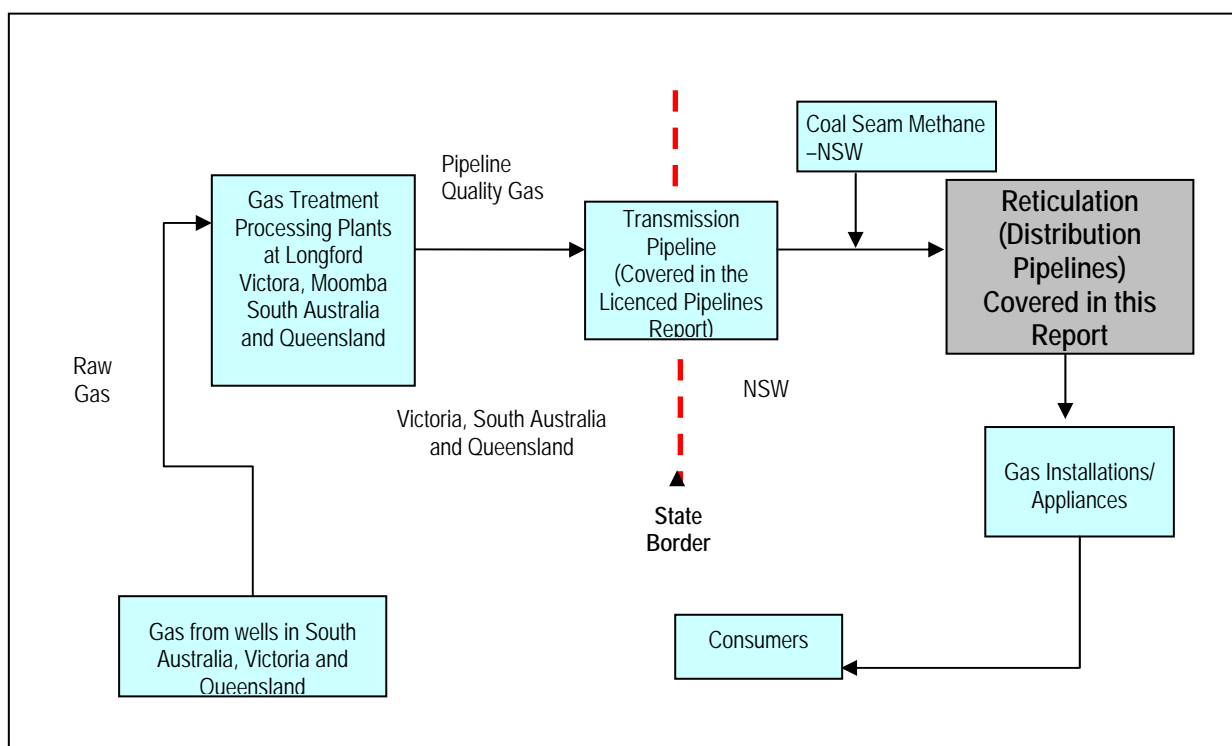 Coal Seam Methane
–NSW
Pipeline
Quality Gas
Gas Treatment
Processing Plants
at Longford
Victora, Moomba
South Australia
and Queensland
Transmission
Pipeline
(Covered in the
Licenced Pipelines
Report)
Reticulation
(Distribution
Pipelines)
Covered in this
Report
Raw
Gas
NSW
Victoria, South Australia
and Queensland
Gas Installations/
Appliances
State
Border
Gas from wells in South
Australia, Victoria and
Queensland
Consumers